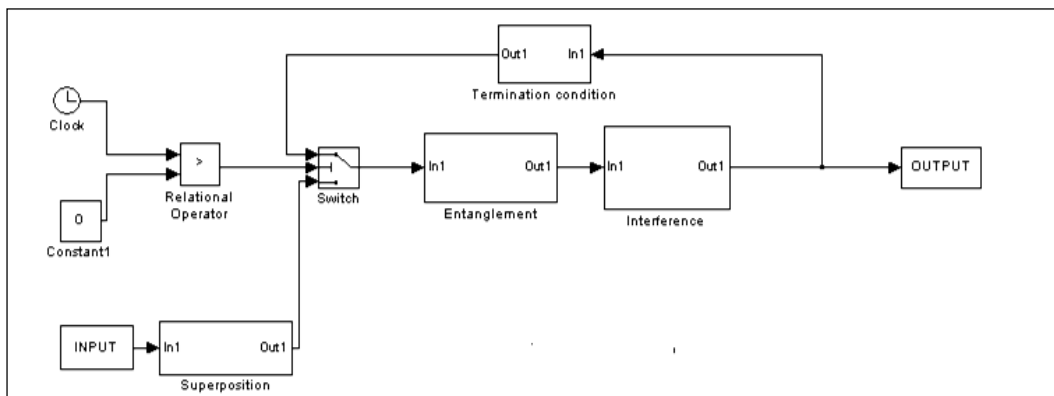 Out1
In1
Termination condition
Clock
>
Relational
Operator
Switch
In1
Out1
Entanglement
In1
Out1
Interference
OUTPUT
0
Constant1
INPUT
In1
Out1
Superposition